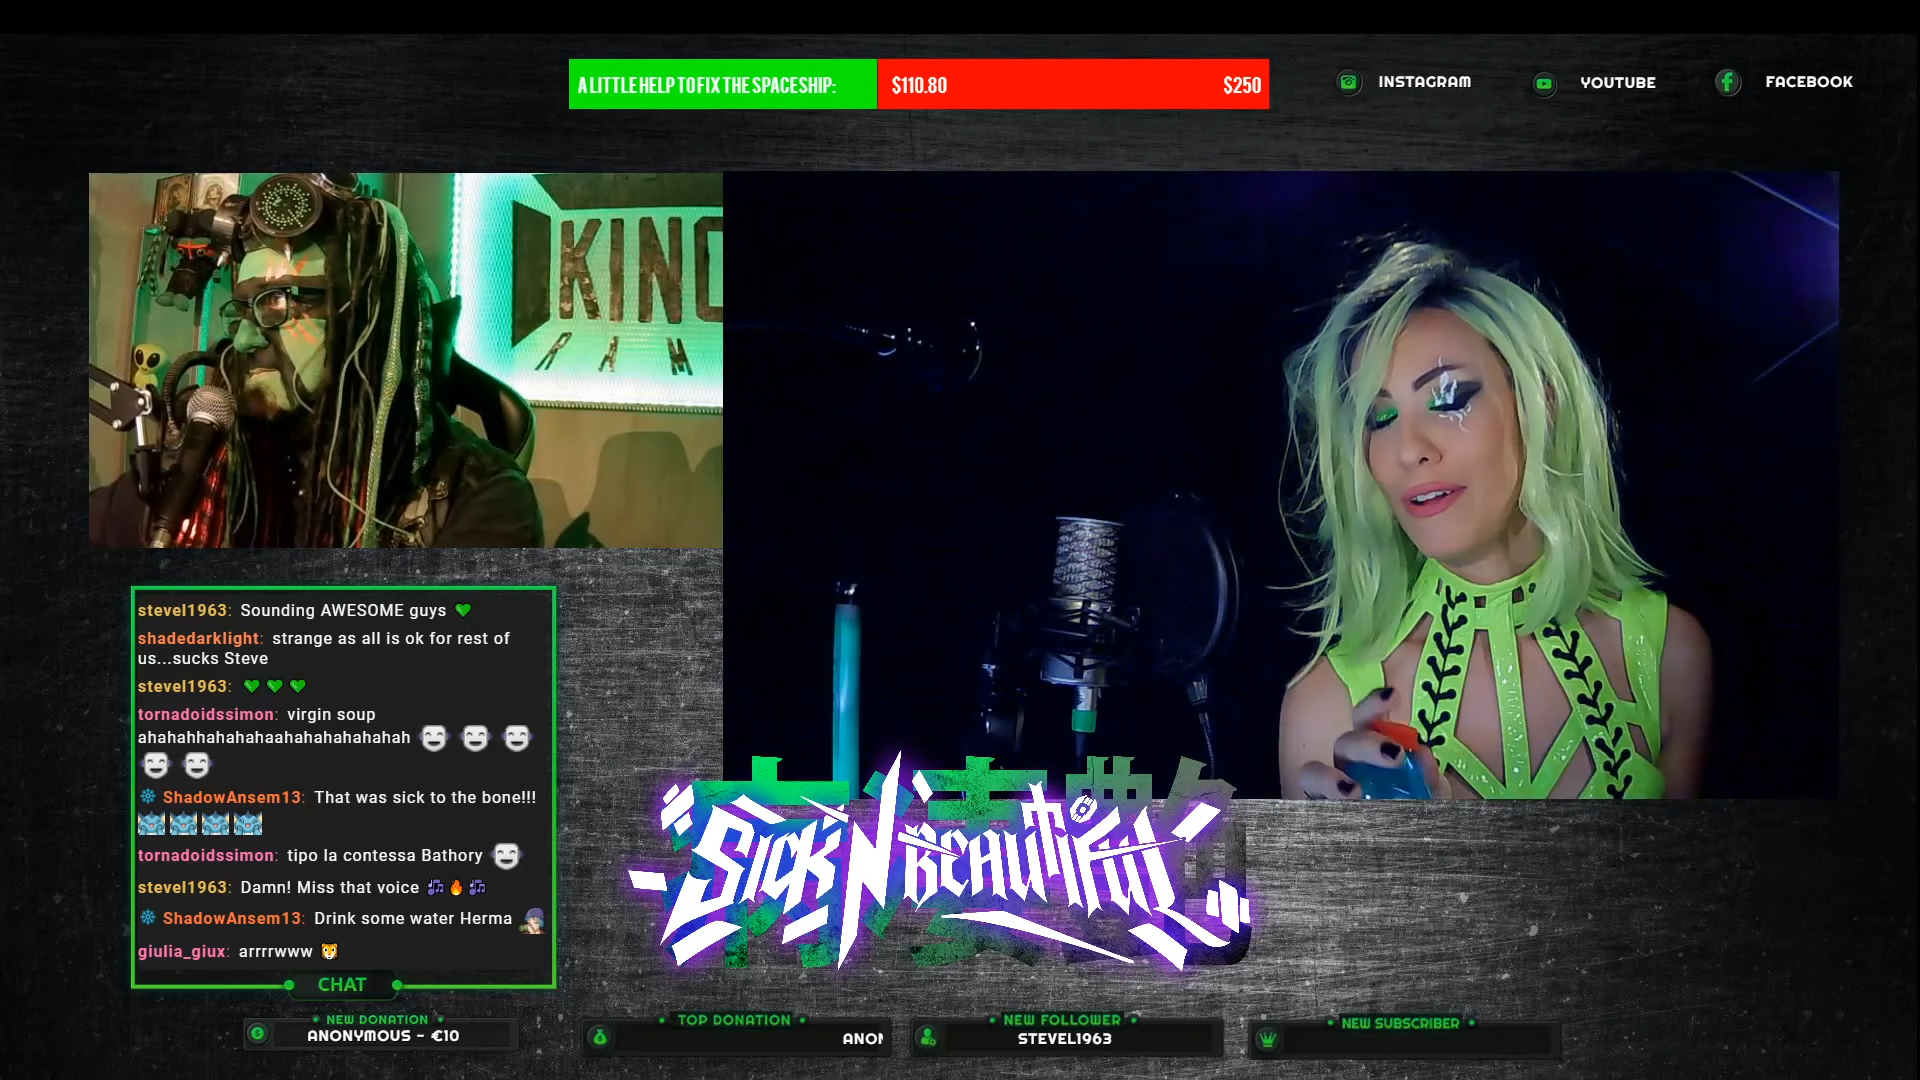 A LITTLE HELP TO FIX THE SPACESHIP: $110.80 $250
INSTAGRAM YOUTUBE FACEBOOK
KING
RAM
stevel1963: Sounding AWESOME guys 💚
shadedarklight: strange as all is ok for rest of
us...sucks Steve
stevel1963: 💚 💚 💚
tornadoidssimon: virgin soup
ahahahhahahahaahahahahahahah
ShadowAnsem13: That was sick to the bone!!!
tornadoidssimon: tipo la contessa Bathory
stevel1963: Damn! Miss that voice 🎶🔥🎶
ShadowAnsem13: Drink some water Herma
giulia_giux: arrrrwww 🐯
CHAT
SICK N BEAUTIFUL
NEW DONATION
ANONYMOUS - €10
TOP DONATION
ANON
NEW FOLLOWER
STEVEL1963
NEW SUBSCRIBER